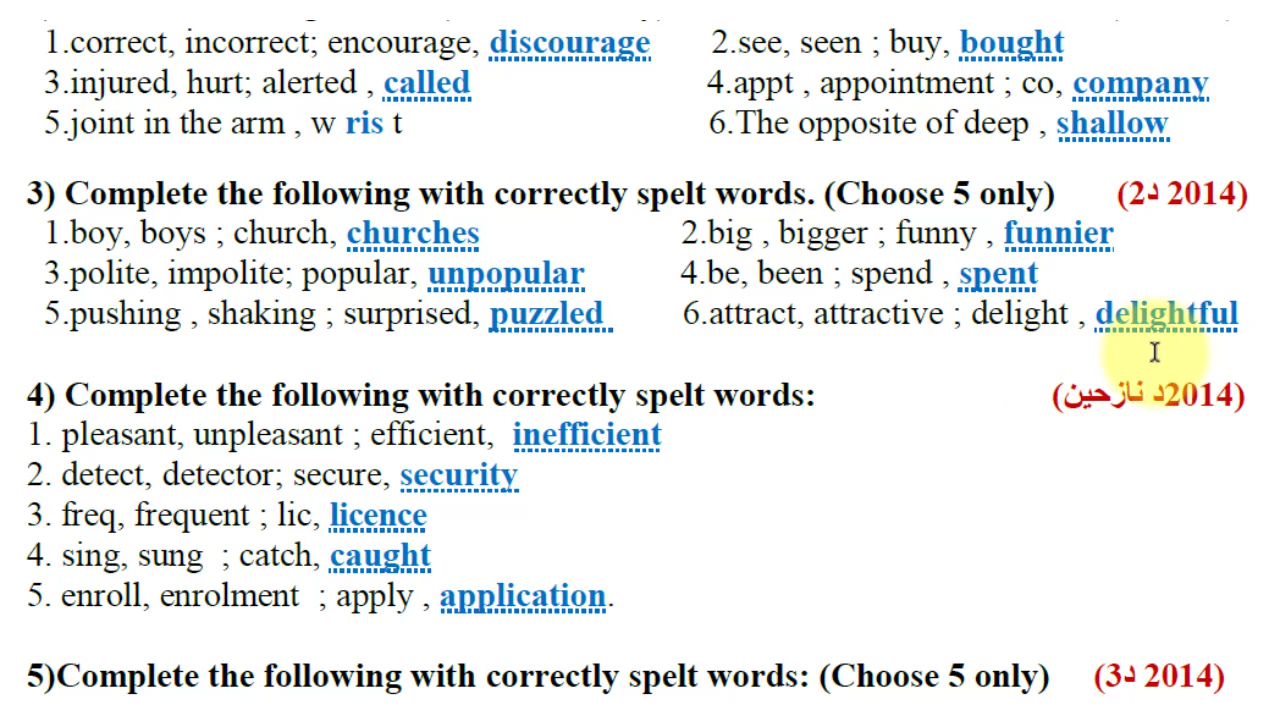 1.correct, incorrect; encourage, discourage 2.see, seen ; buy, bought
3.injured, hurt; alerted , called 4.appt , appointment ; co, company
5.joint in the arm , w ris t 6.The opposite of deep , shallow
3) Complete the following with correctly spelt words. (Choose 5 only) (2014 د2)
1.boy, boys ; church, churches 2.big , bigger ; funny , funnier
3.polite, impolite; popular, unpopular 4.be, been ; spend , spent
5.pushing , shaking ; surprised, puzzled 6.attract, attractive ; delight , delightful
4) Complete the following with correctly spelt words: (2014د نازحين)
1. pleasant, unpleasant ; efficient, inefficient
2. detect, detector; secure, security
3. freq, frequent ; lic, licence
4. sing, sung ; catch, caught
5. enroll, enrolment ; apply , application.
5)Complete the following with correctly spelt words: (Choose 5 only) (2014 د3)